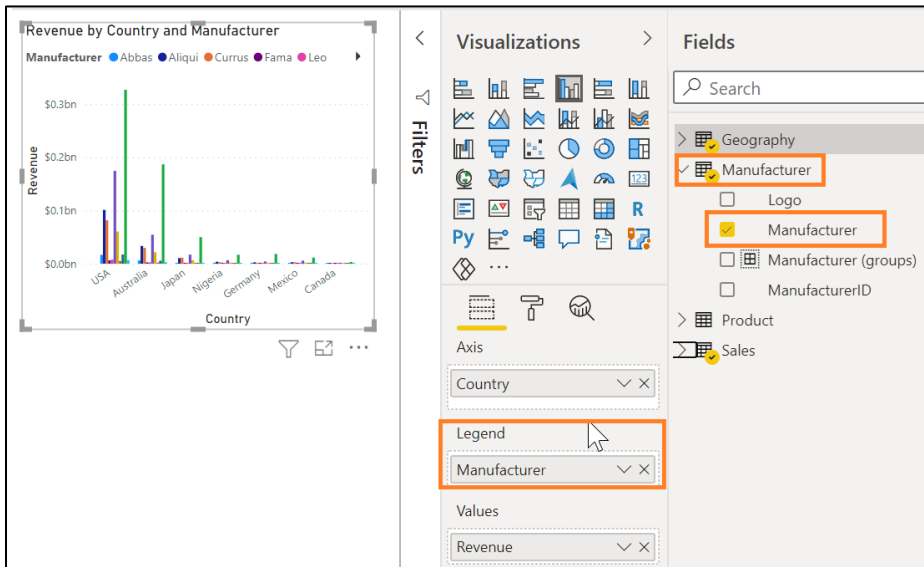 Revenue by Country and Manufacturer
Manufacturer Abbas Aliqui Currus Fama Leo
$0.3bn
$0.2bn
$0.1bn
$0.0bn
Revenue
USA
Australia
Japan
Nigeria
Germany
Mexico
Canada
Country
Filters
Visualizations
123
R
Py
Axis
Country
Legend
Manufacturer
Values
Revenue
Fields
Search
Geography
Manufacturer
Logo
Manufacturer
Manufacturer (groups)
ManufacturerID
Product
Sales